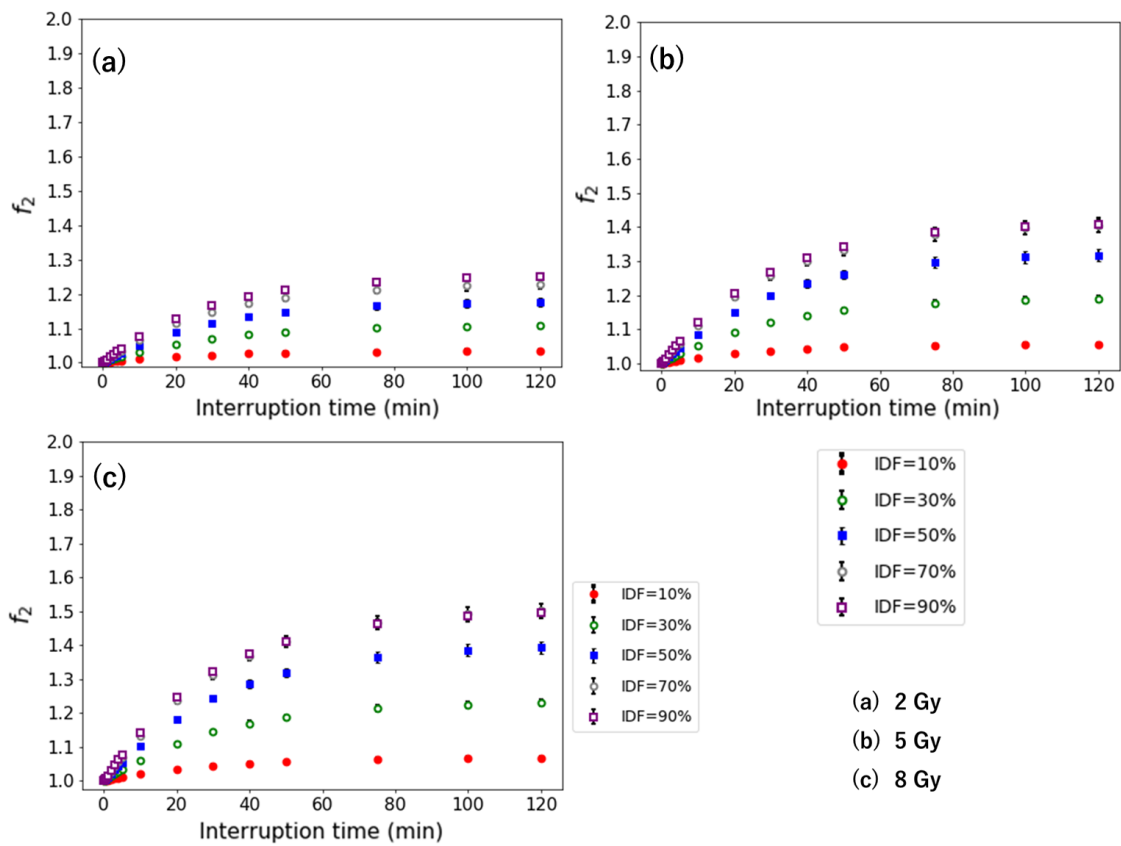 (a)
2.0
1.9
1.8
1.7
1.6
1.5
1.4
1.3
1.2
1.1
1.0
f2
0 20 40 60 80 100 120
Interruption time (min)
(b)
2.0
1.9
1.8
1.7
1.6
1.5
1.4
1.3
1.2
1.1
1.0
f2
0 20 40 60 80 100 120
Interruption time (min)
(c)
2.0
1.9
1.8
1.7
1.6
1.5
1.4
1.3
1.2
1.1
1.0
f2
0 20 40 60 80 100 120
Interruption time (min)
IDF=10%
IDF=30%
IDF=50%
IDF=70%
IDF=90%
IDF=10%
IDF=30%
IDF=50%
IDF=70%
IDF=90%
(a) 2 Gy
(b) 5 Gy
(c) 8 Gy